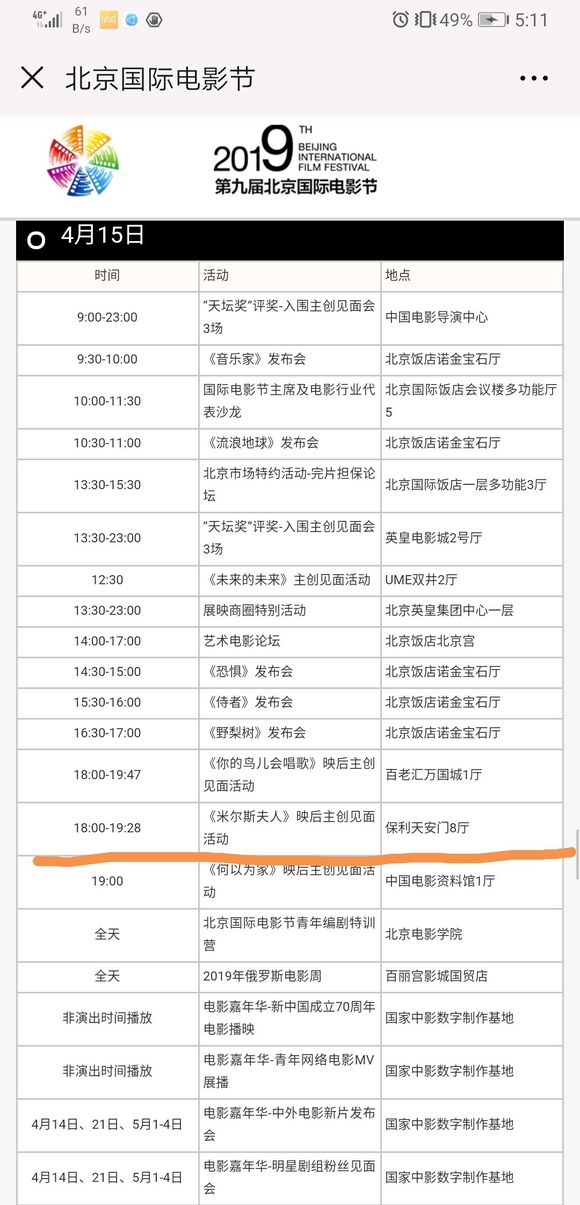 4G+ 61 B/s 49% 5:11
北京国际电影节
2019TH BEIJING
INTERNATIONAL
FILM FESTIVAL
第九届北京国际电影节
4月15日
时间 活动 地点
9:00-23:00 “天坛奖”评奖-入围主创见面会 中国电影导演中心
3场
9:30-10:00 《音乐家》发布会 北京饭店诺金宝石厅
10:00-11:30 国际电影节主席及电影行业代 北京国际饭店会议楼多功能厅
表沙龙 5
10:30-11:00 《流浪地球》发布会 北京饭店诺金宝石厅
13:30-15:30 北京市场特约活动-完片担保论 北京国际饭店一层多功能3厅
坛
13:30-23:00 “天坛奖”评奖-入围主创见面会 英皇电影城2号厅
3场
12:30 《未来的未来》主创见面活动 UME双井2厅
13:30-23:00 展映商圈特别活动 北京英皇集团中心一层
14:00-17:00 艺术电影论坛 北京饭店北京宫
14:30-15:00 《恐惧》发布会 北京饭店诺金宝石厅
15:30-16:00 《侍者》发布会 北京饭店诺金宝石厅
16:30-17:00 《野梨树》发布会 北京饭店诺金宝石厅
18:00-19:47 《你的鸟儿会唱歌》映后主创 百老汇万国城1厅
见面活动
18:00-19:28 《米尔斯夫人》映后主创见面 保利天安门8厅
活动
19:00 《何以为家》映后主创见面活 中国电影资料馆1厅
动
全天 北京国际电影节青年编剧特训 北京电影学院
营
全天 2019年俄罗斯电影周 百丽宫影城国贸店
非演出时间播放 电影嘉年华-新中国成立70周年 国家中影数字制作基地
电影播映
非演出时间播放 电影嘉年华-青年网络电影MV 国家中影数字制作基地
展播
4月14日、21日、5月1-4日 电影嘉年华-中外电影新片发布 国家中影数字制作基地
会
4月14日、21日、5月1-4日 电影嘉年华-明星剧组粉丝见面 国家中影数字制作基地
会